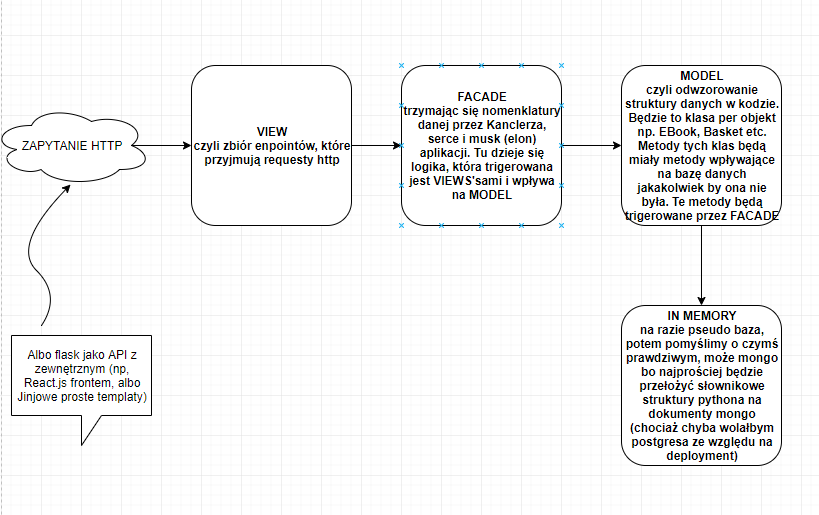 ZAPYTANIE HTTP
VIEW
czyli zbiór enpointów, które
przyjmują requesty http
FACADE
trzymając się nomenklatury
danej przez Kanclerza,
serce i musk (elon)
aplikacji. Tu dzieje się
logika, która trigerowana
jest VIEWS'sami i wpływa
na MODEL
MODEL
czyli odwzorowanie
struktury danych w kodzie.
Będzie to klasa per objekt
np. EBook, Basket etc.
Metody tych klas będą
miały metody wpływające
na bazę danych
jakakolwiek by ona nie
była. Te metody będą
trigerowane przez FACADE
IN MEMORY
na razie pseudo baza,
potem pomyślimy o czymś
prawdziwym, może mongo
bo najprościej będzie
przełożyć słownikowe
struktury pythona na
dokumenty mongo
(chociaż chyba wolałbym
postgresa ze względu na
deployment)
Albo flask jako API z
zewnętrznym (np,
React.js frontem, albo
Jinjowe proste templaty)